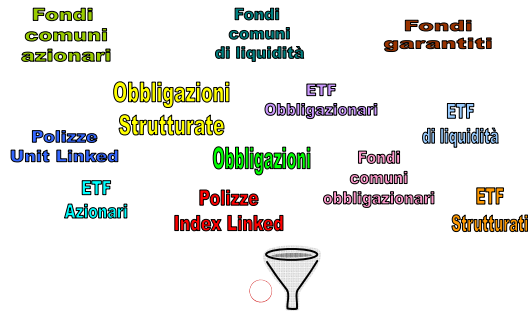 Fondi
comuni
azionari
Fondi
comuni
di liquidità
Fondi
garantiti
Obbligazioni
Strutturate
ETF
Obbligazionari
ETF
di liquidità
Polizze
Unit Linked
Obbligazioni
Fondi
comuni
obbligazionari
ETF
Azionari
Polizze
Index Linked
ETF
Strutturati